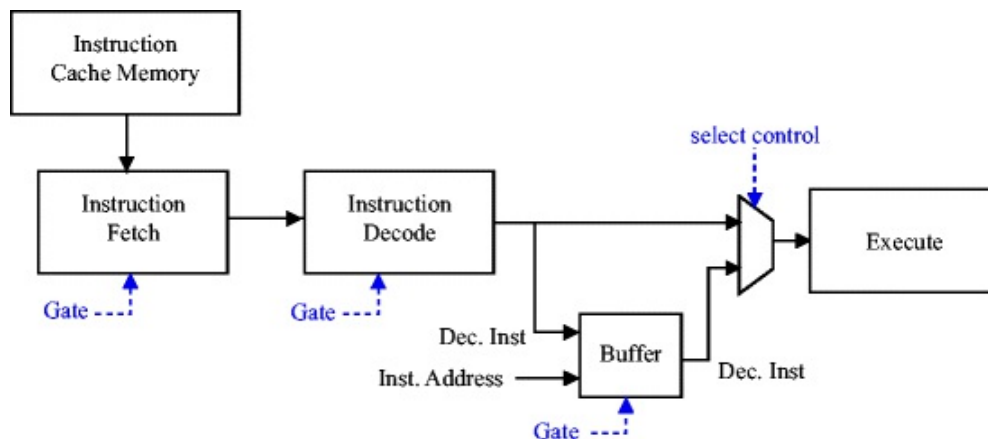 Instruction
Cache Memory
select control
Instruction
Fetch
Instruction
Decode
Execute
Gate
Gate
Dec. Inst
Buffer
Dec. Inst
Inst. Address
Gate